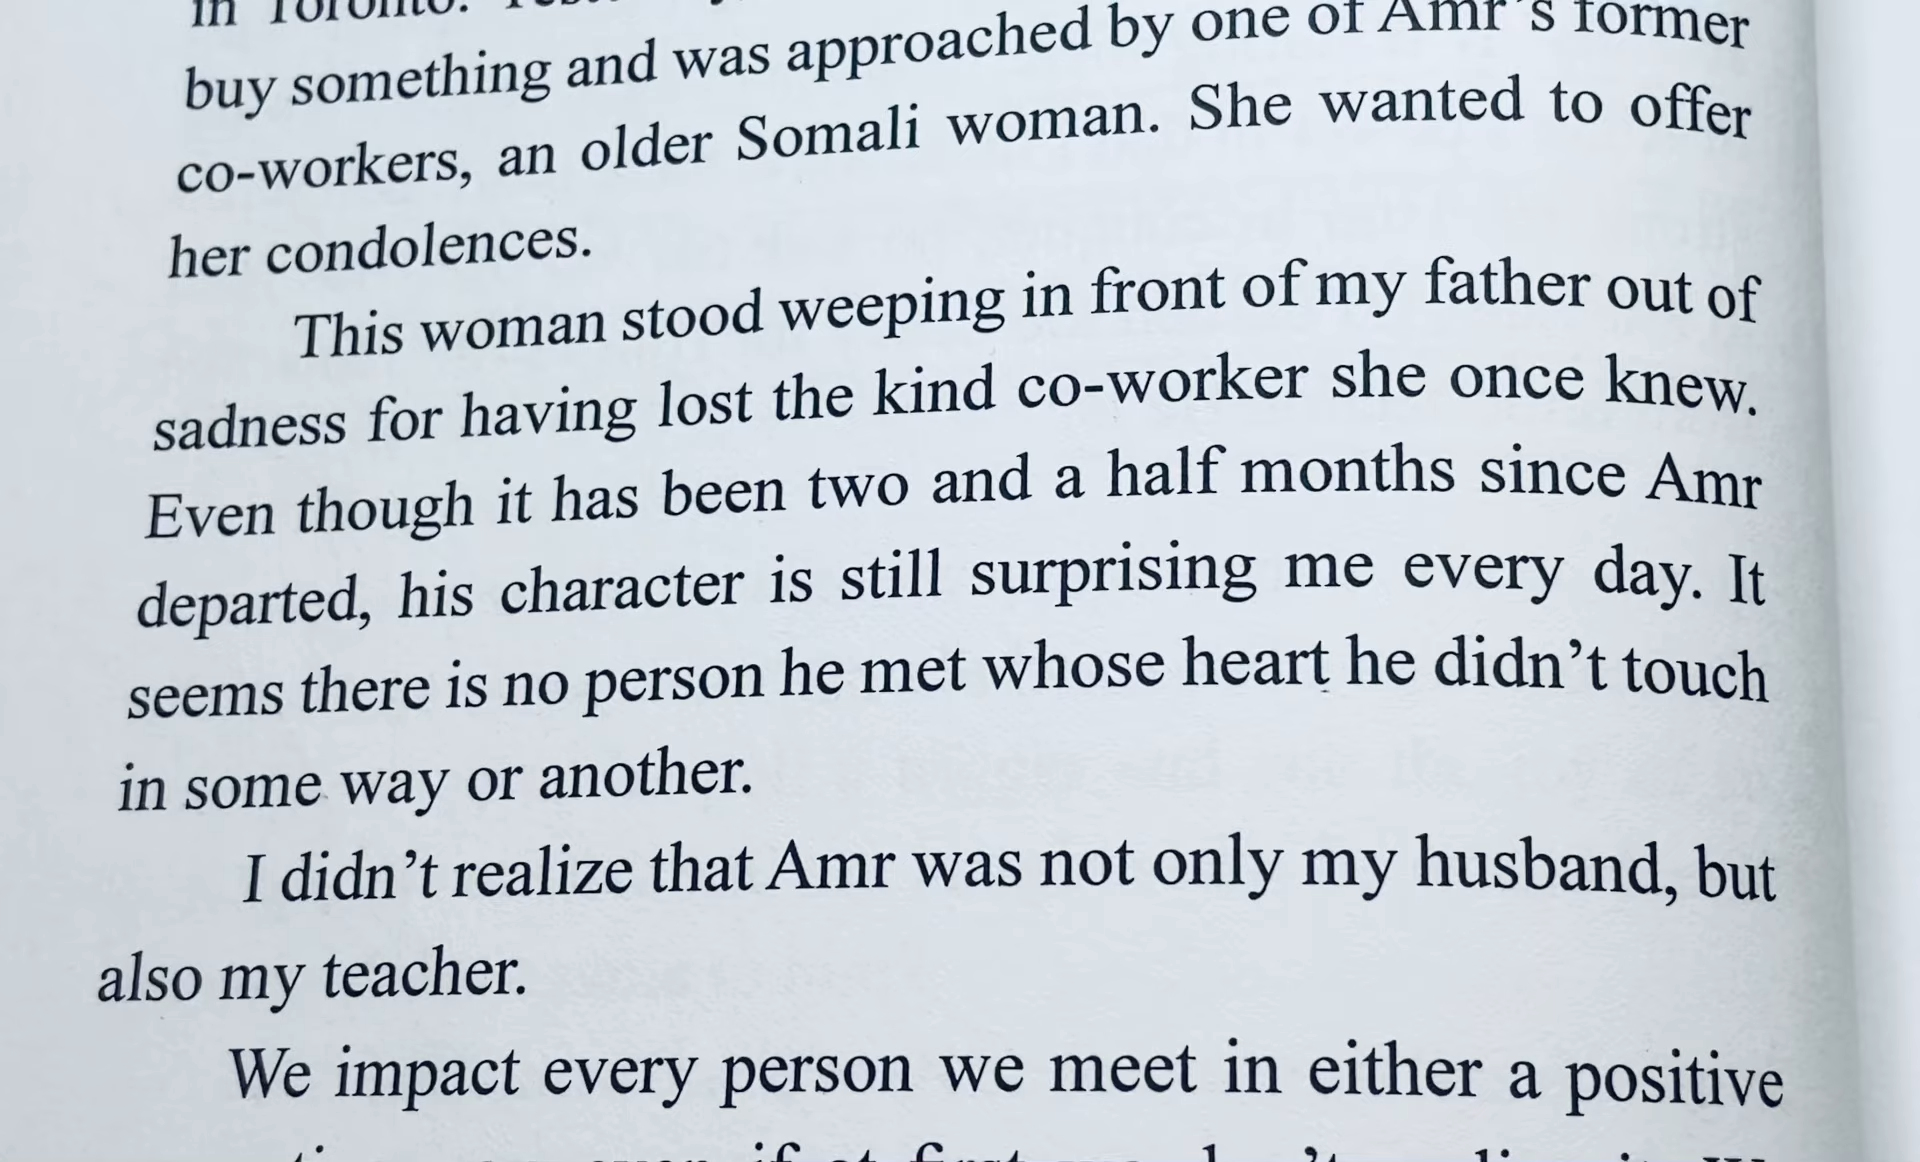 in Toronto.
buy something and was approached by one of Amr's former
co-workers, an older Somali woman. She wanted to offer
her condolences.
This woman stood weeping in front of my father out of
sadness for having lost the kind co-worker she once knew.
Even though it has been two and a half months since Amr
departed, his character is still surprising me every day. It
seems there is no person he met whose heart he didn’t touch
in some way or another.
I didn’t realize that Amr was not only my husband, but
also my teacher.
We impact every person we meet in either a positive